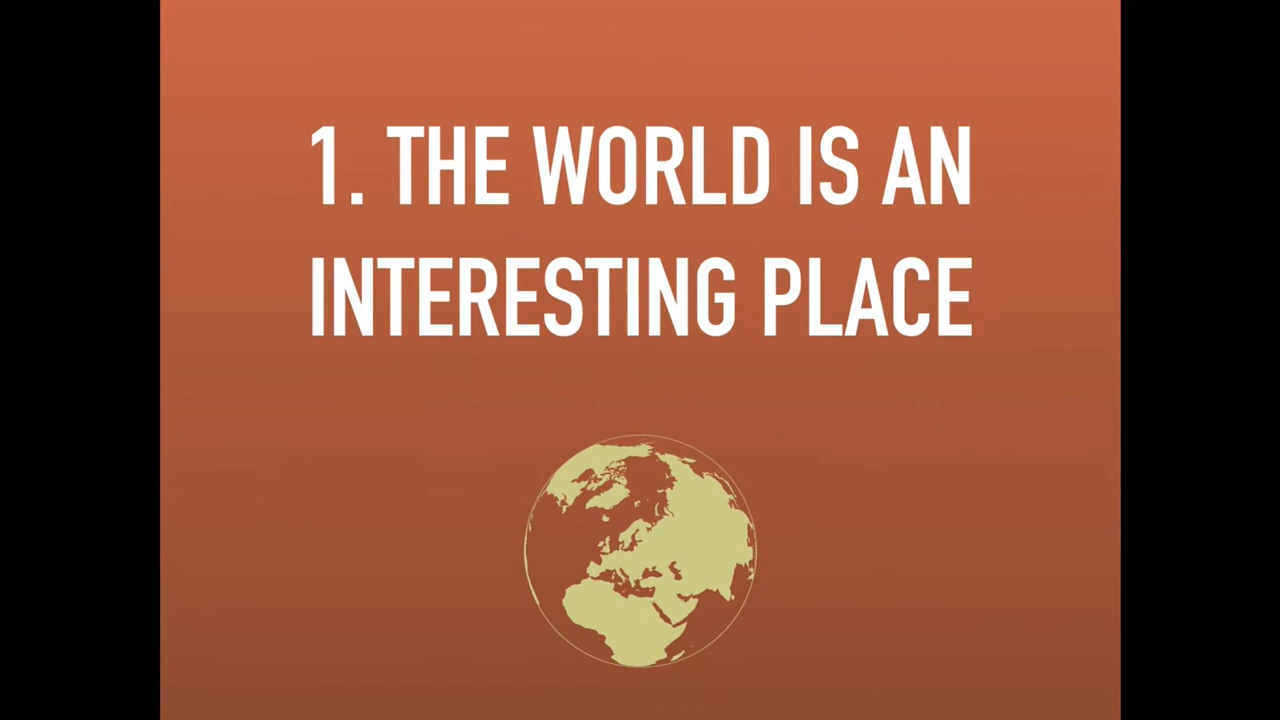 1. THE WORLD IS AN
INTERESTING PLACE